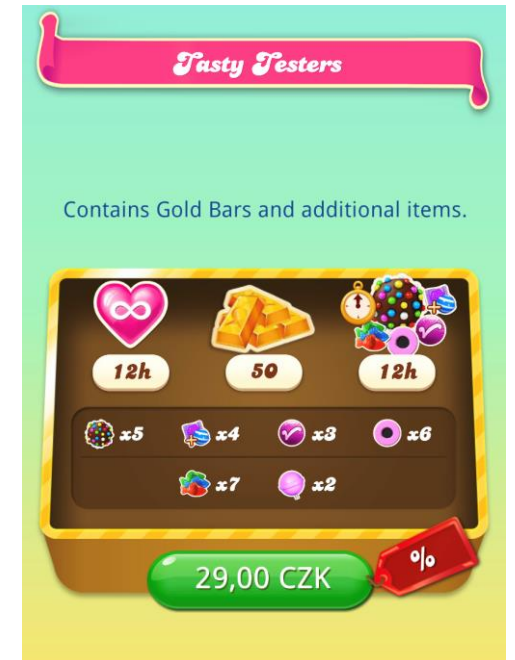 Tasty Testers
Contains Gold Bars and additional items.
12h 50 12h
x5 x4 x3 x6
x7 x2
29,00 CZK %